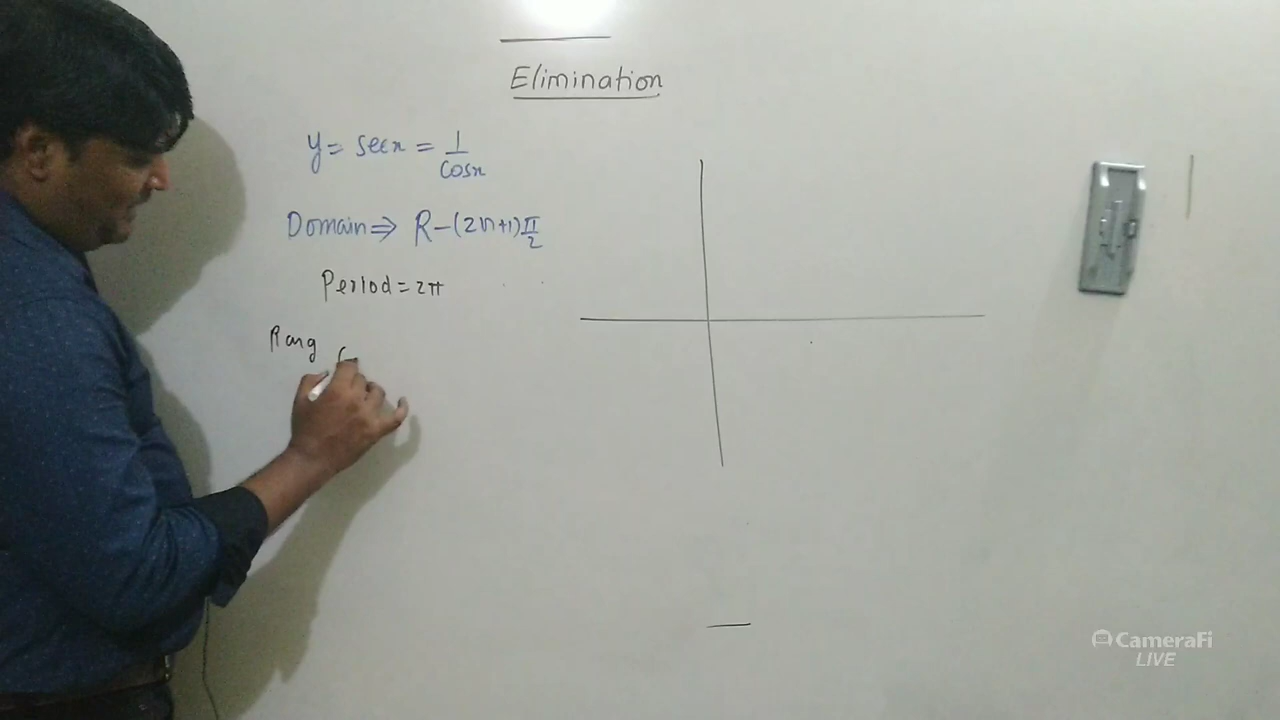 Elimination
y = secx = 1/cosx
Domain ⇒ R-(2n+1)π/2
Period = 2π
Rang (-
CameraFi
LIVE